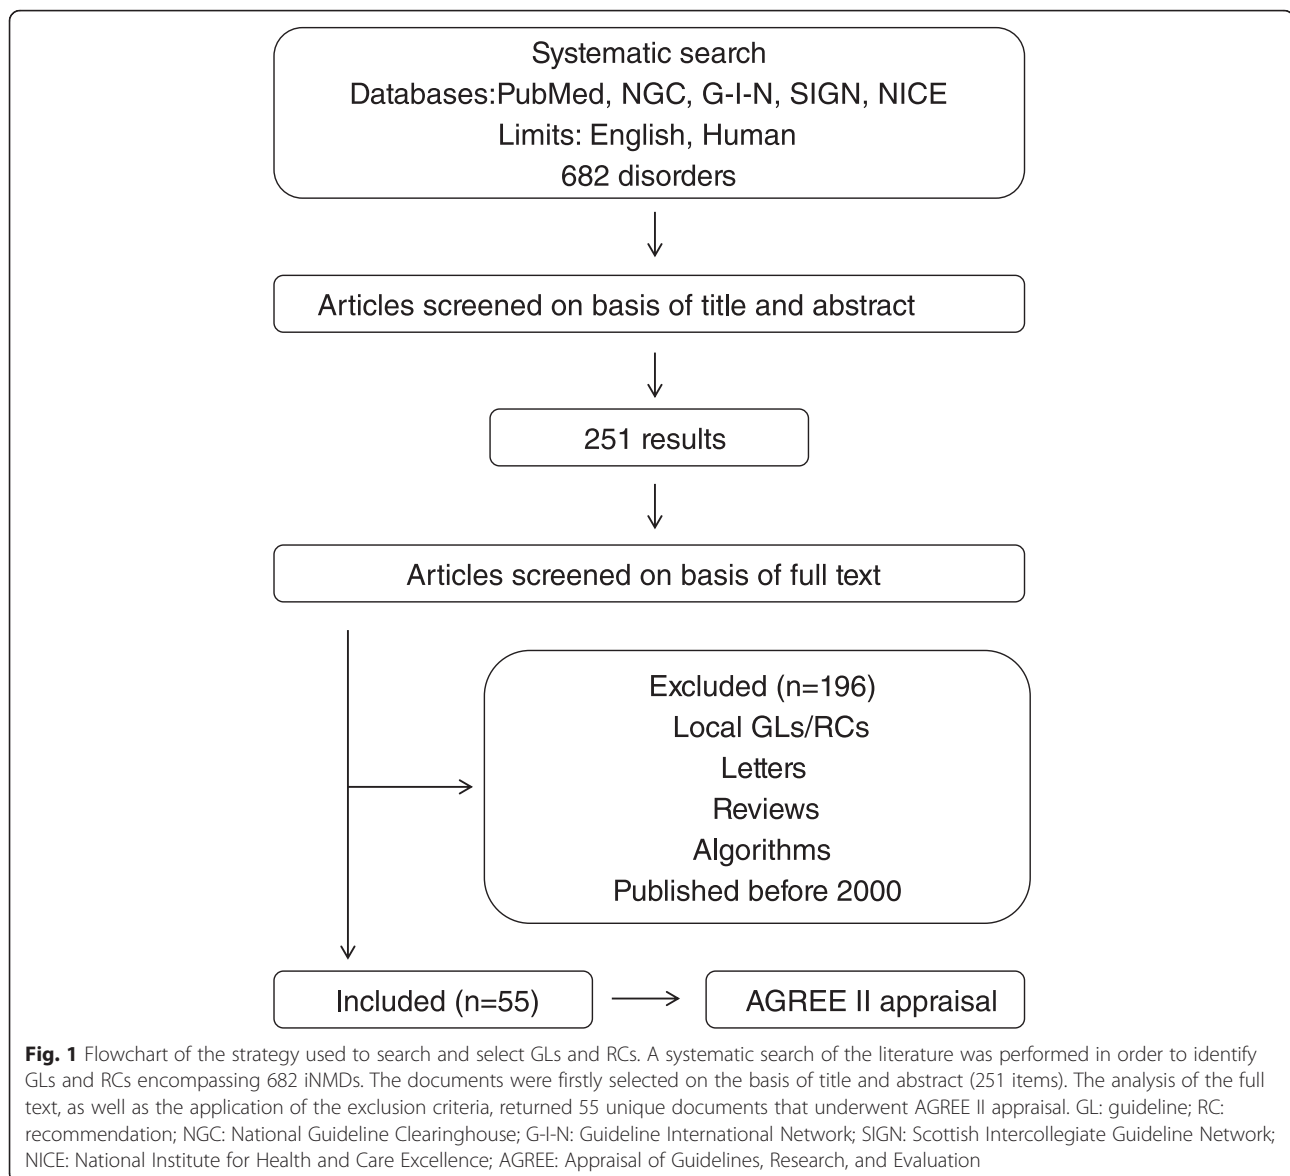 Systematic search
Databases:PubMed, NGC, G-I-N, SIGN, NICE
Limits: English, Human
682 disorders
Articles screened on basis of title and abstract
251 results
Articles screened on basis of full text
Excluded (n=196)
Local GLs/RCs
Letters
Reviews
Algorithms
Published before 2000
Included (n=55)
AGREE II appraisal
Fig. 1 Flowchart of the strategy used to search and select GLs and RCs. A systematic search of the literature was performed in order to identify
GLs and RCs encompassing 682 iNMDs. The documents were firstly selected on the basis of title and abstract (251 items). The analysis of the full
text, as well as the application of the exclusion criteria, returned 55 unique documents that underwent AGREE II appraisal. GL: guideline; RC:
recommendation; NGC: National Guideline Clearinghouse; G-I-N: Guideline International Network; SIGN: Scottish Intercollegiate Guideline Network;
NICE: National Institute for Health and Care Excellence; AGREE: Appraisal of Guidelines, Research, and Evaluation